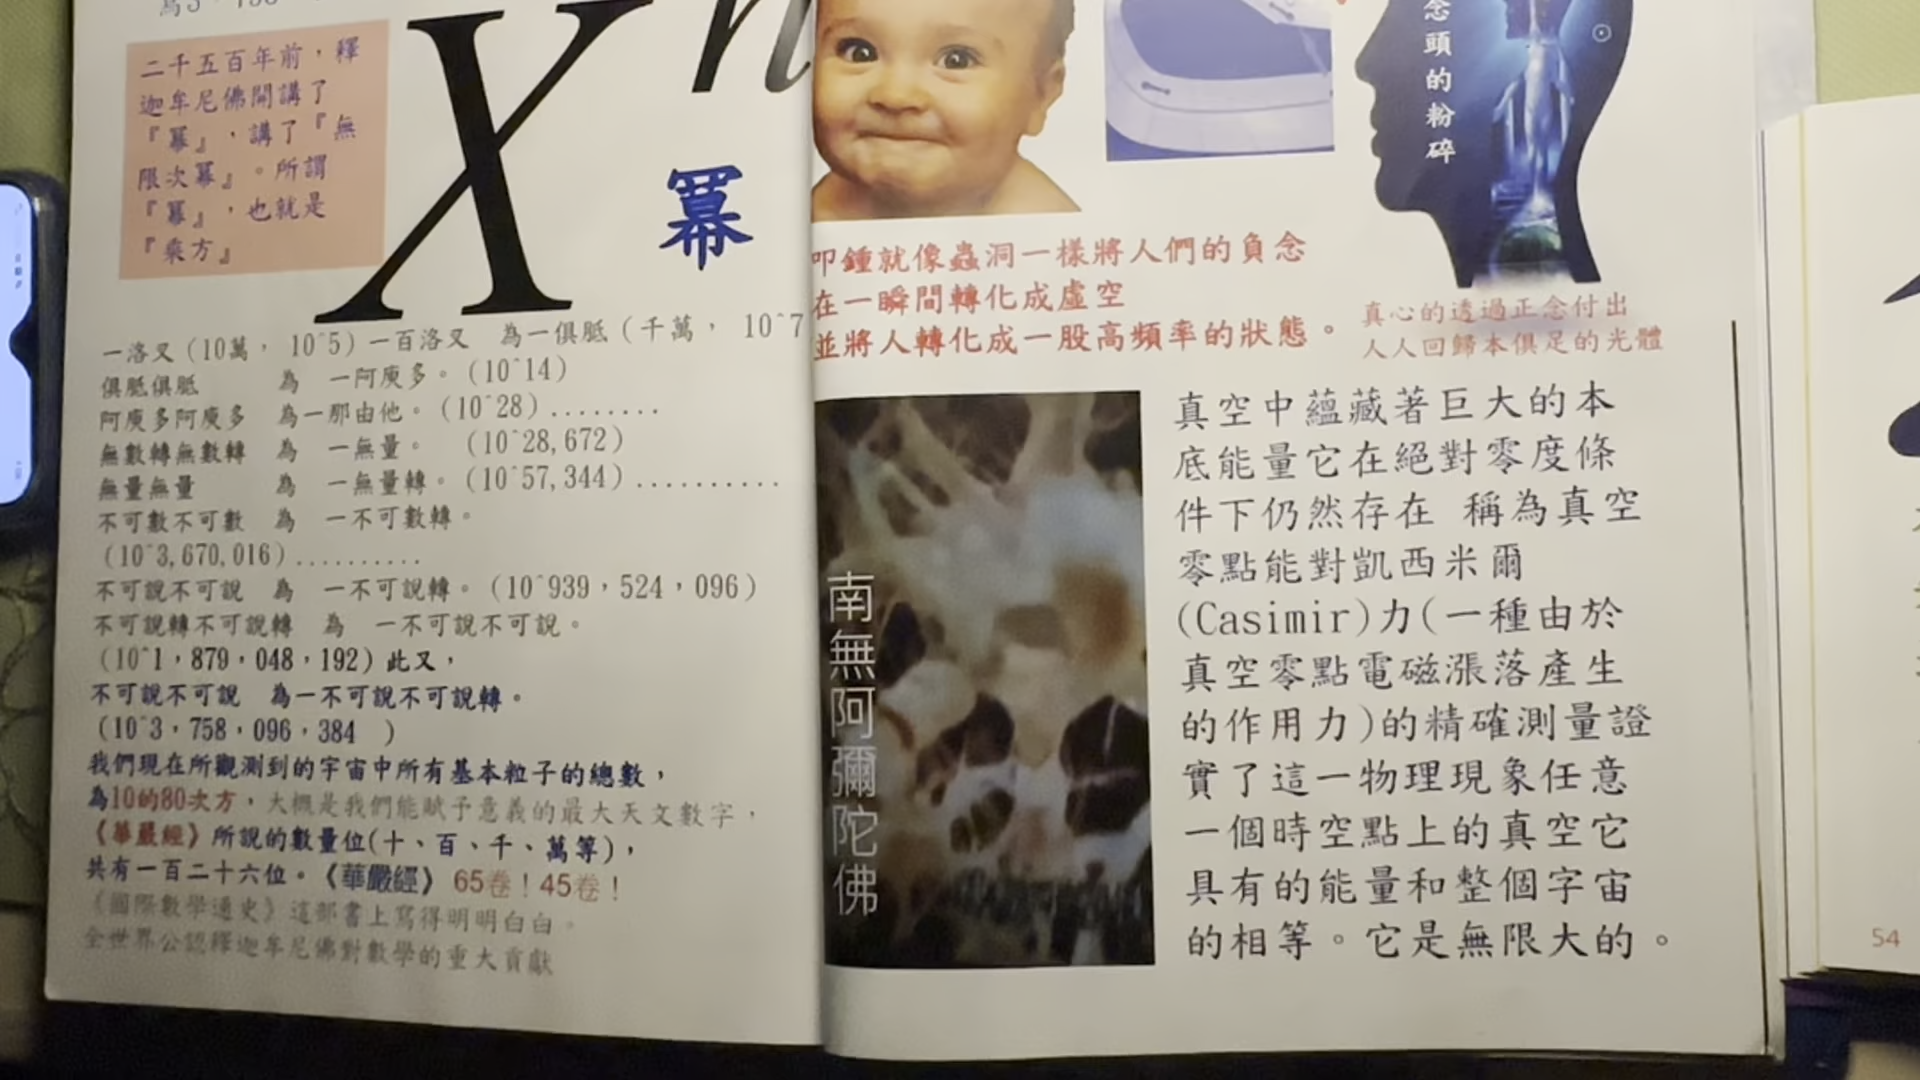 二千五百年前，釋
迦牟尼佛開講了
『冪』，講了『無
限次冪』。所謂
『冪』，也就是
『乘方』
X
n
冪
一洛叉（10萬， 10^5）一百洛叉 為一俱胝（千萬， 10^7
俱胝俱胝 為 一阿庾多。（10^14）
阿庾多阿庾多 為一那由他。（10^28）........
無數轉無數轉 為 一無量。 （10^28,672）
無量無量 為 一無量轉。（10^57,344）..........
不可數不可數 為 一不可數轉。
（10^3,670,016）..........
不可說不可說 為 一不可說轉。（10^939，524，096）
不可說轉不可說轉 為 一不可說不可說。
（10^1，879，048，192）此又，
不可說不可說 為一不可說不可說轉。
（10^3，758，096，384 ）
我們現在所觀測到的宇宙中所有基本粒子的總數，
為10的80次方，大概是我們能賦予意義的最大天文數字，
《華嚴經》所說的數量位(十、百、千、萬等)，
共有一百二十六位。《華嚴經》 65卷！45卷！
《國際數學通史》這部書上寫得明明白白。
全世界公認釋迦牟尼佛對數學的重大貢獻
念頭的粉碎
叩鐘就像蟲洞一樣將人們的負念
在一瞬間轉化成虛空
並將人轉化成一股高頻率的狀態。
真心的透過正念付出
人人回歸本俱足的光體
南無阿彌陀佛
真空中蘊藏著巨大的本
底能量它在絕對零度條
件下仍然存在 稱為真空
零點能對凱西米爾
(Casimir)力(一種由於
真空零點電磁漲落產生
的作用力)的精確測量證
實了這一物理現象任意
一個時空點上的真空它
具有的能量和整個字宙
的相等。它是無限大的。
54